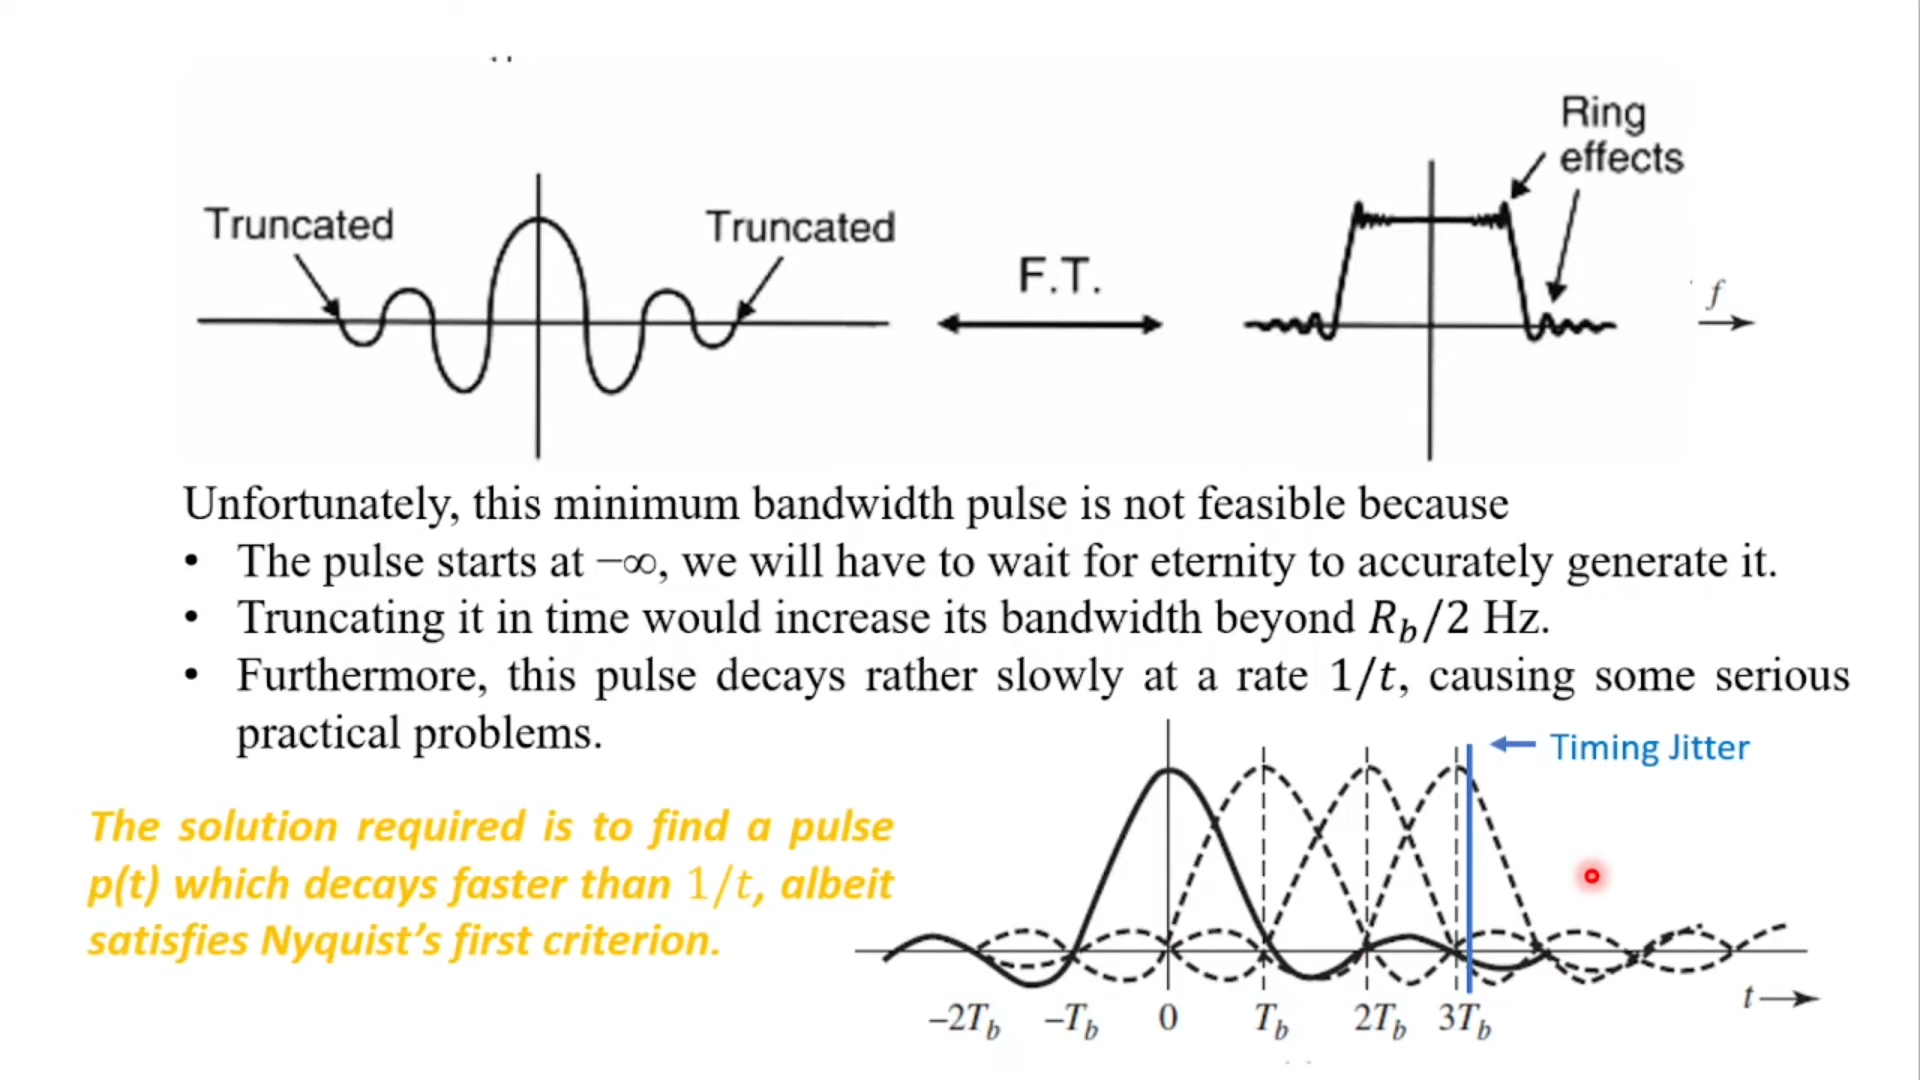 Ring
effects
Truncated
Truncated
F.T.
f
Unfortunately, this minimum bandwidth pulse is not feasible because
• The pulse starts at −∞, we will have to wait for eternity to accurately generate it.
• Truncating it in time would increase its bandwidth beyond R_b/2 Hz.
• Furthermore, this pulse decays rather slowly at a rate 1/t, causing some serious
practical problems.
Timing Jitter
The solution required is to find a pulse
p(t) which decays faster than 1/t, albeit
satisfies Nyquist’s first criterion.
−2T_b −T_b 0 T_b 2T_b 3T_b t